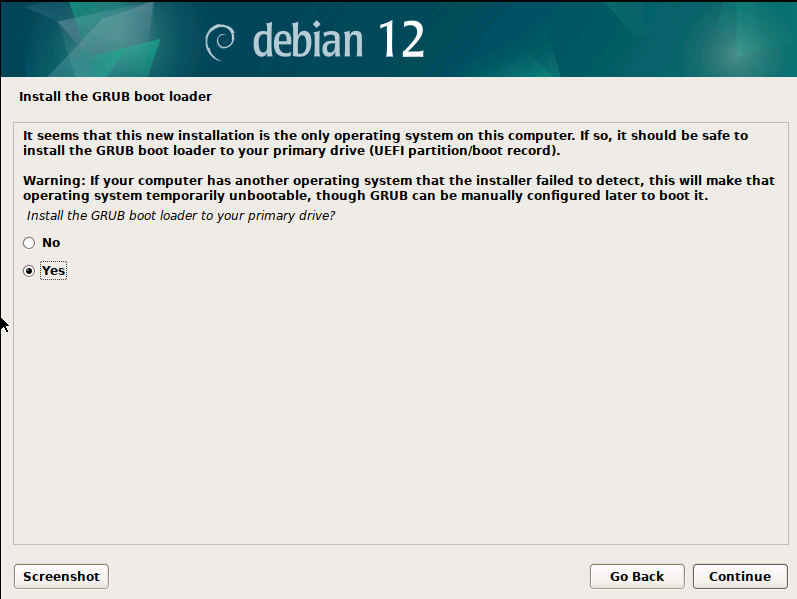 debian 12
Install the GRUB boot loader
It seems that this new installation is the only operating system on this computer. If so, it should be safe to
install the GRUB boot loader to your primary drive (UEFI partition/boot record).
Warning: If your computer has another operating system that the installer failed to detect, this will make that
operating system temporarily unbootable, though GRUB can be manually configured later to boot it.
Install the GRUB boot loader to your primary drive?
No
Yes
Screenshot
Go Back
Continue